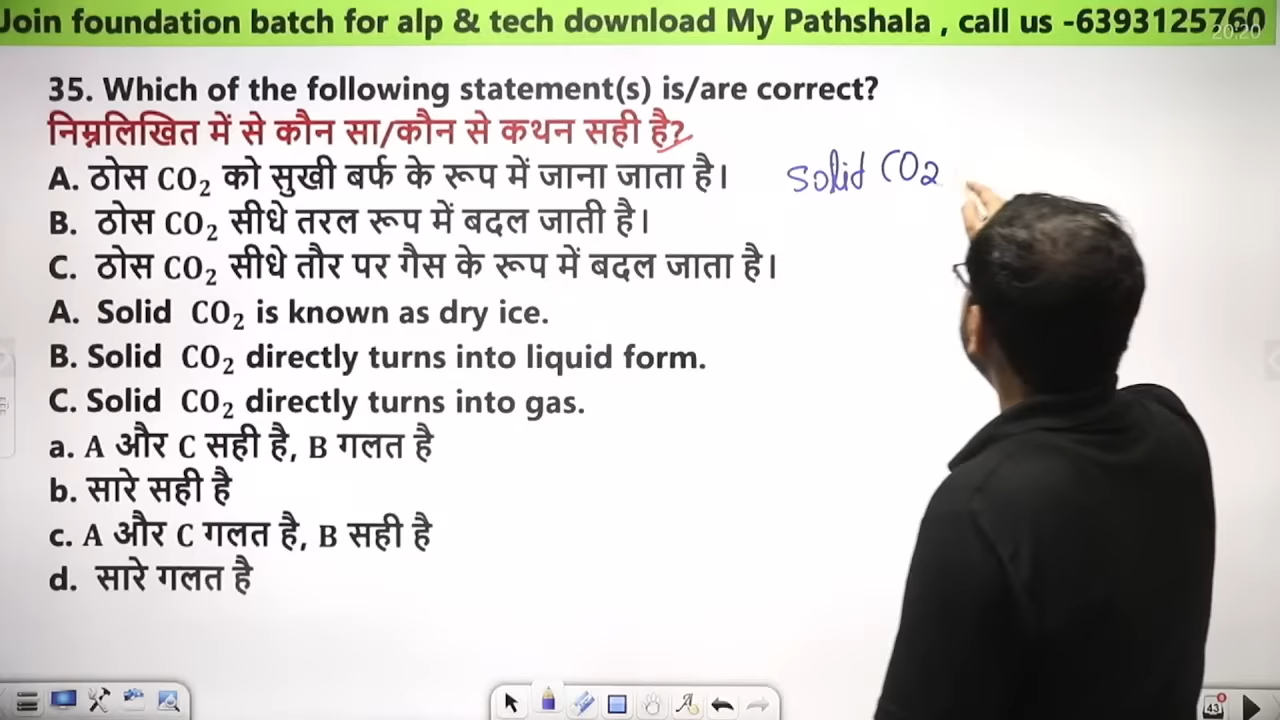 Join foundation batch for alp & tech download My Pathshala , call us -6393125760
20:20
35. Which of the following statement(s) is/are correct?
निम्नलिखित में से कौन सा/कौन से कथन सही है?
A. ठोस CO₂ को सुखी बर्फ के रूप में जाना जाता है।
solid CO₂
B. ठोस CO₂ सीधे तरल रूप में बदल जाती है।
C. ठोस CO₂ सीधे तौर पर गैस के रूप में बदल जाता है।
A. Solid CO₂ is known as dry ice.
B. Solid CO₂ directly turns into liquid form.
C. Solid CO₂ directly turns into gas.
a. A और C सही है, B गलत है
b. सारे सही है
c. A और C गलत है, B सही है
d. सारे गलत है
43